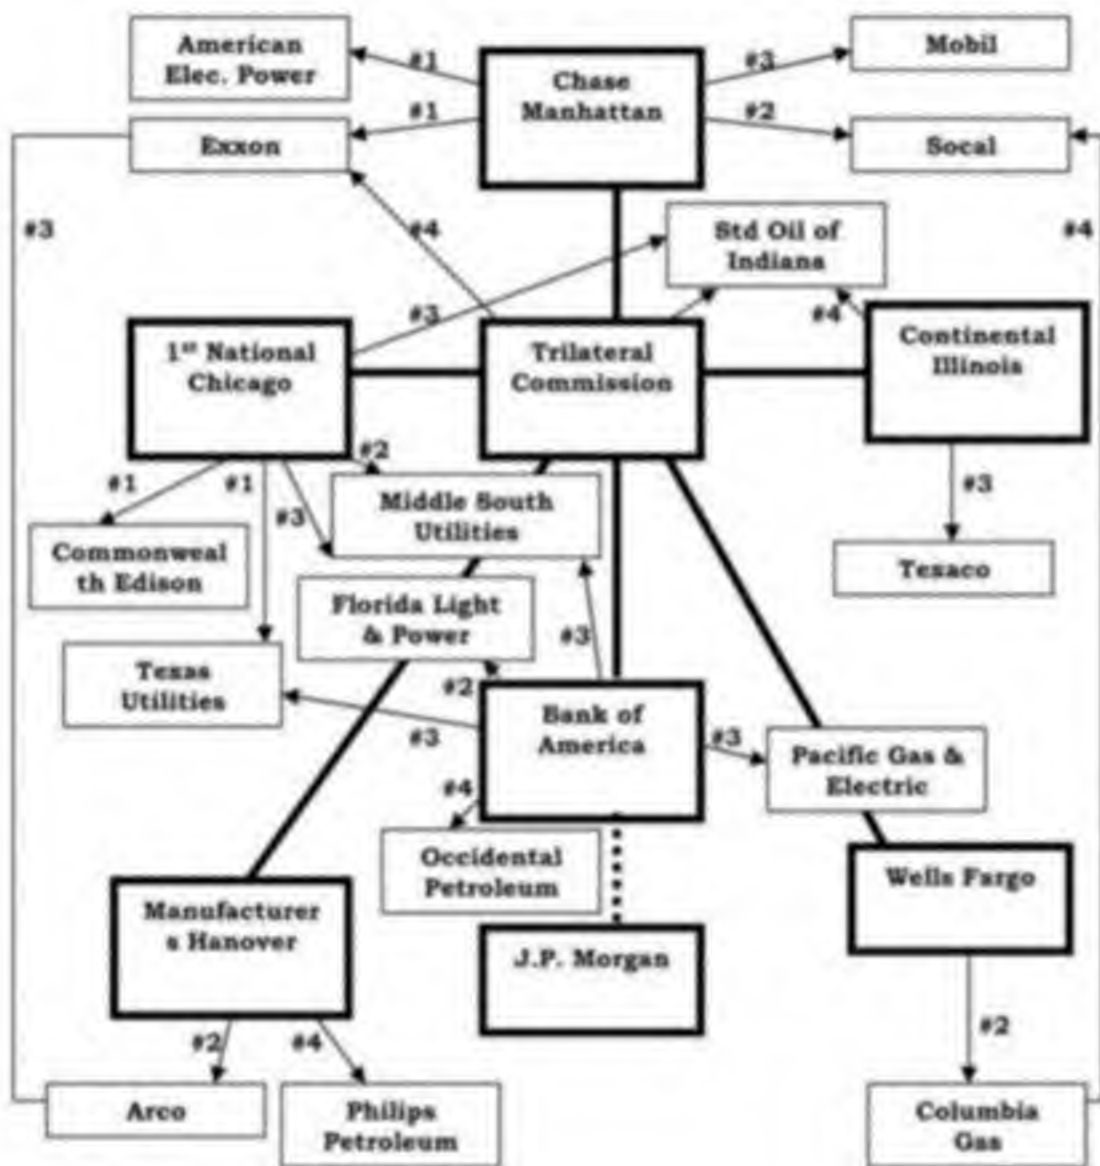 American
Elec. Power
#1
Chase
Manhattan
#3
Mobil
#1
#2
Exxon
Socal
#3
#4
#4
Std Oil of
Indiana
#3
#4
1st National
Chicago
Trilateral
Commission
Continental
Illinois
#2
#1
#1
#3
#3
Middle South
Utilities
Commonweal
th Edison
Texaco
Florida Light
& Power
#3
Texas
Utilities
#2
#3
Bank of
America
#3
Pacific Gas &
Electric
#4
Occidental
Petroleum
Wells Fargo
Manufacturer
s Hanover
J.P. Morgan
#2
#4
#2
Arco
Philips
Petroleum
Columbia
Gas